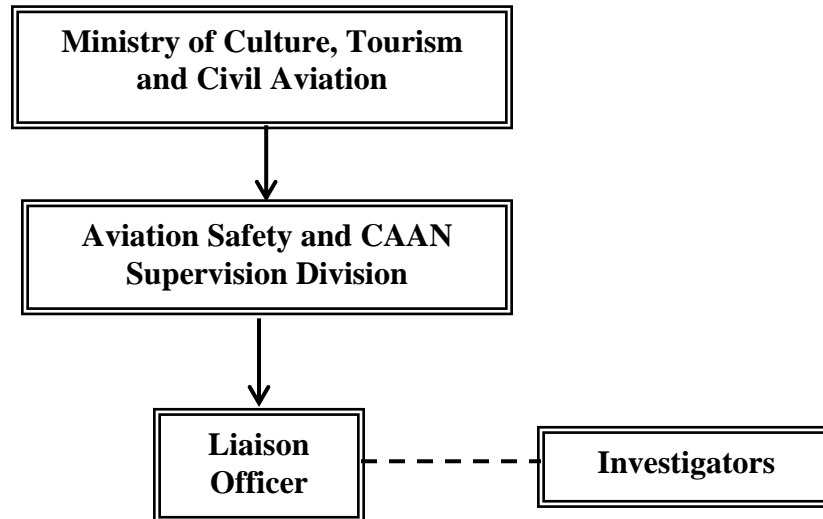 Ministry of Culture, Tourism
and Civil Aviation
Aviation Safety and CAAN
Supervision Division
Liaison
Officer
Investigators